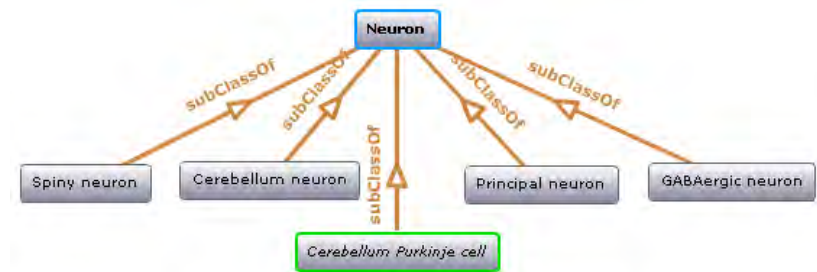 Neuron
subClassOf
subClassOf
subClassOf
subClassOf
subClassOf
Spiny neuron
Cerebellum neuron
Principal neuron
GABAergic neuron
Cerebellum Purkinje cell